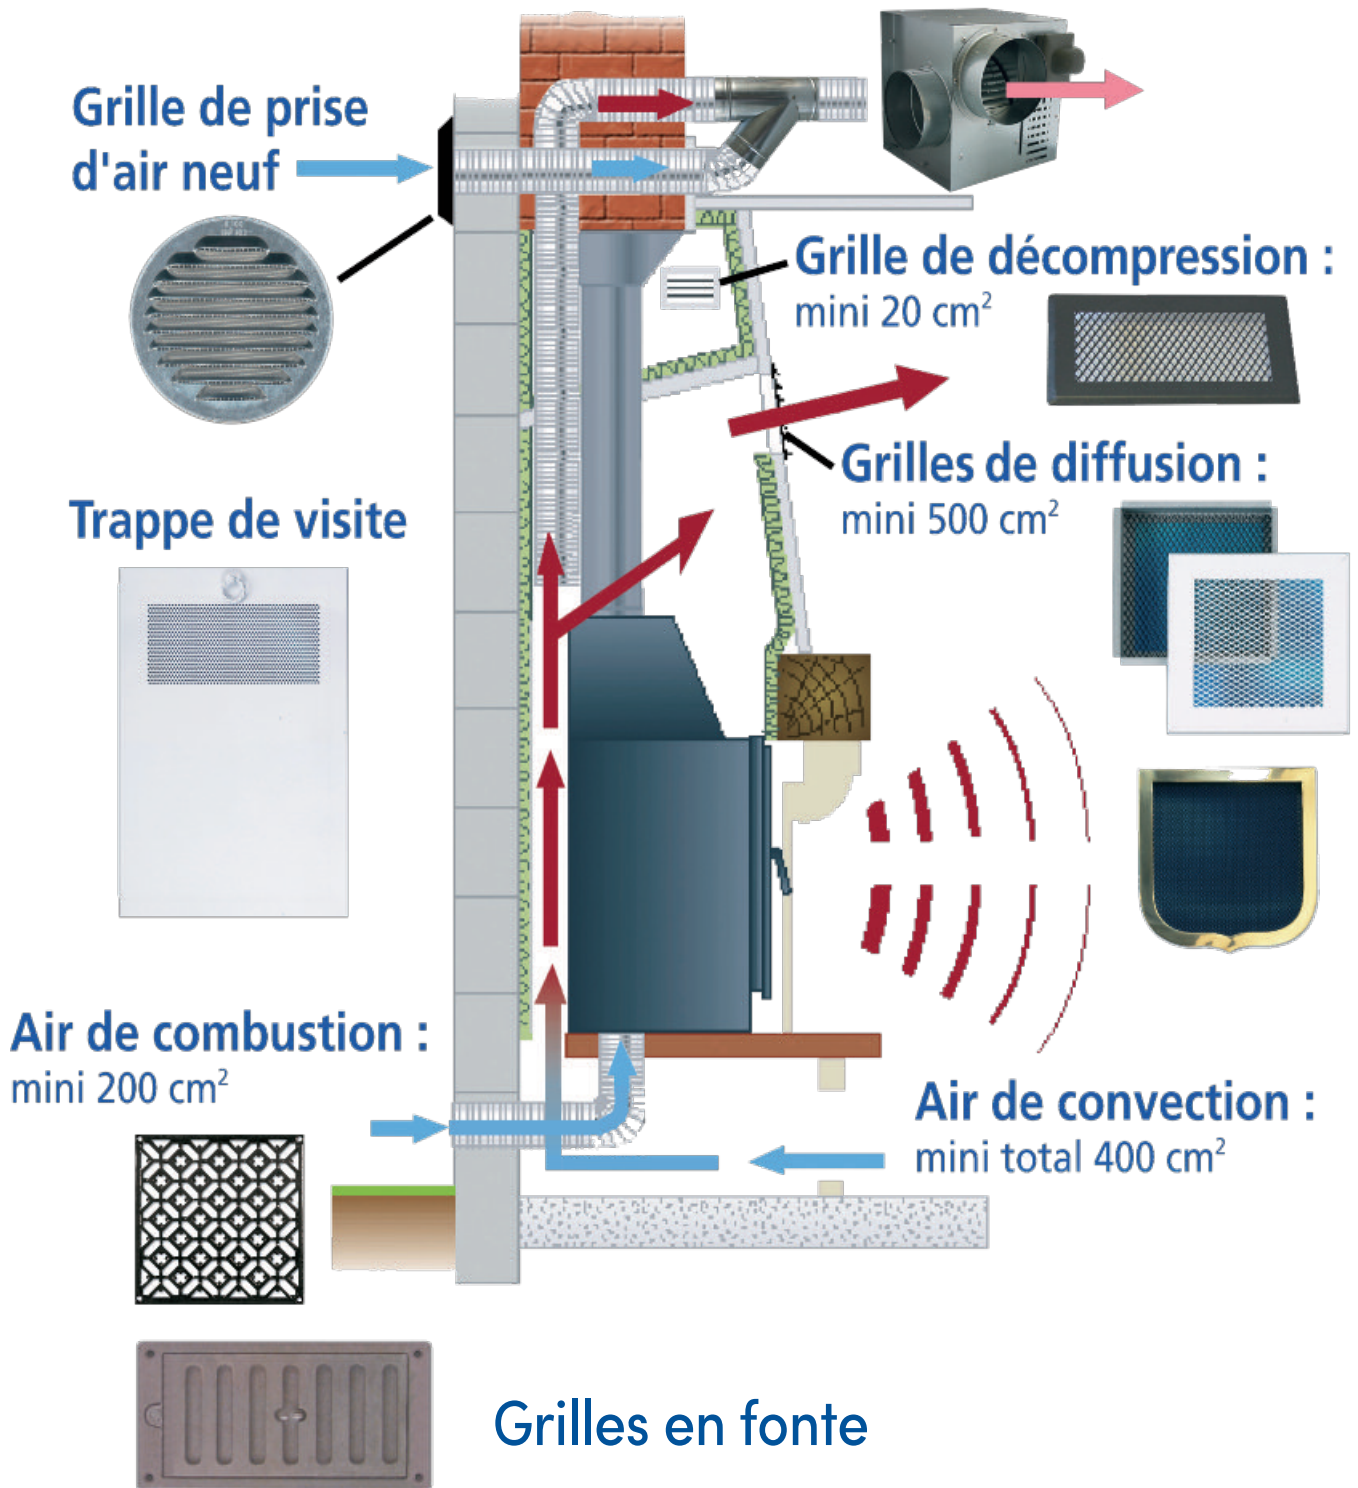 Grille de prise
d'air neuf
Grille de décompression :
mini 20 cm²
Grilles de diffusion :
mini 500 cm²
Trappe de visite
Air de combustion :
mini 200 cm²
Air de convection :
mini total 400 cm²
Grilles en fonte